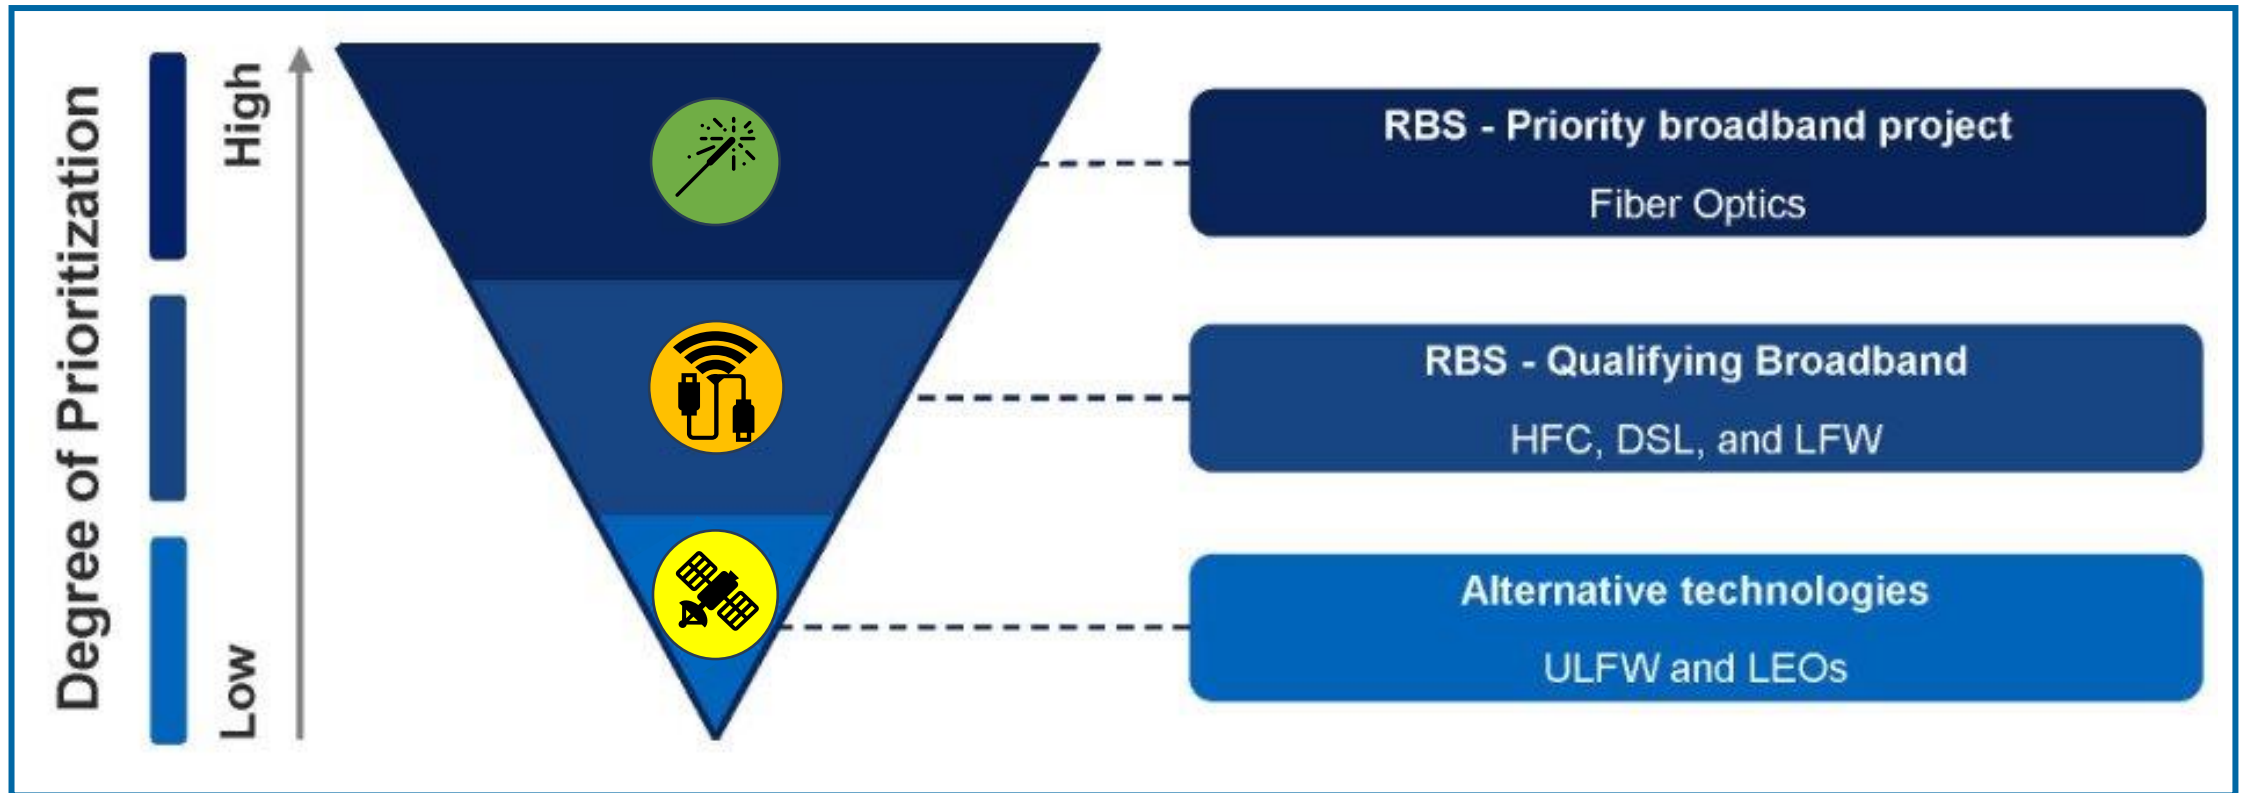 Degree of Prioritization
High
Low
RBS - Priority broadband project
Fiber Optics
RBS - Qualifying Broadband
HFC, DSL, and LFW
Alternative technologies
ULFW and LEOs